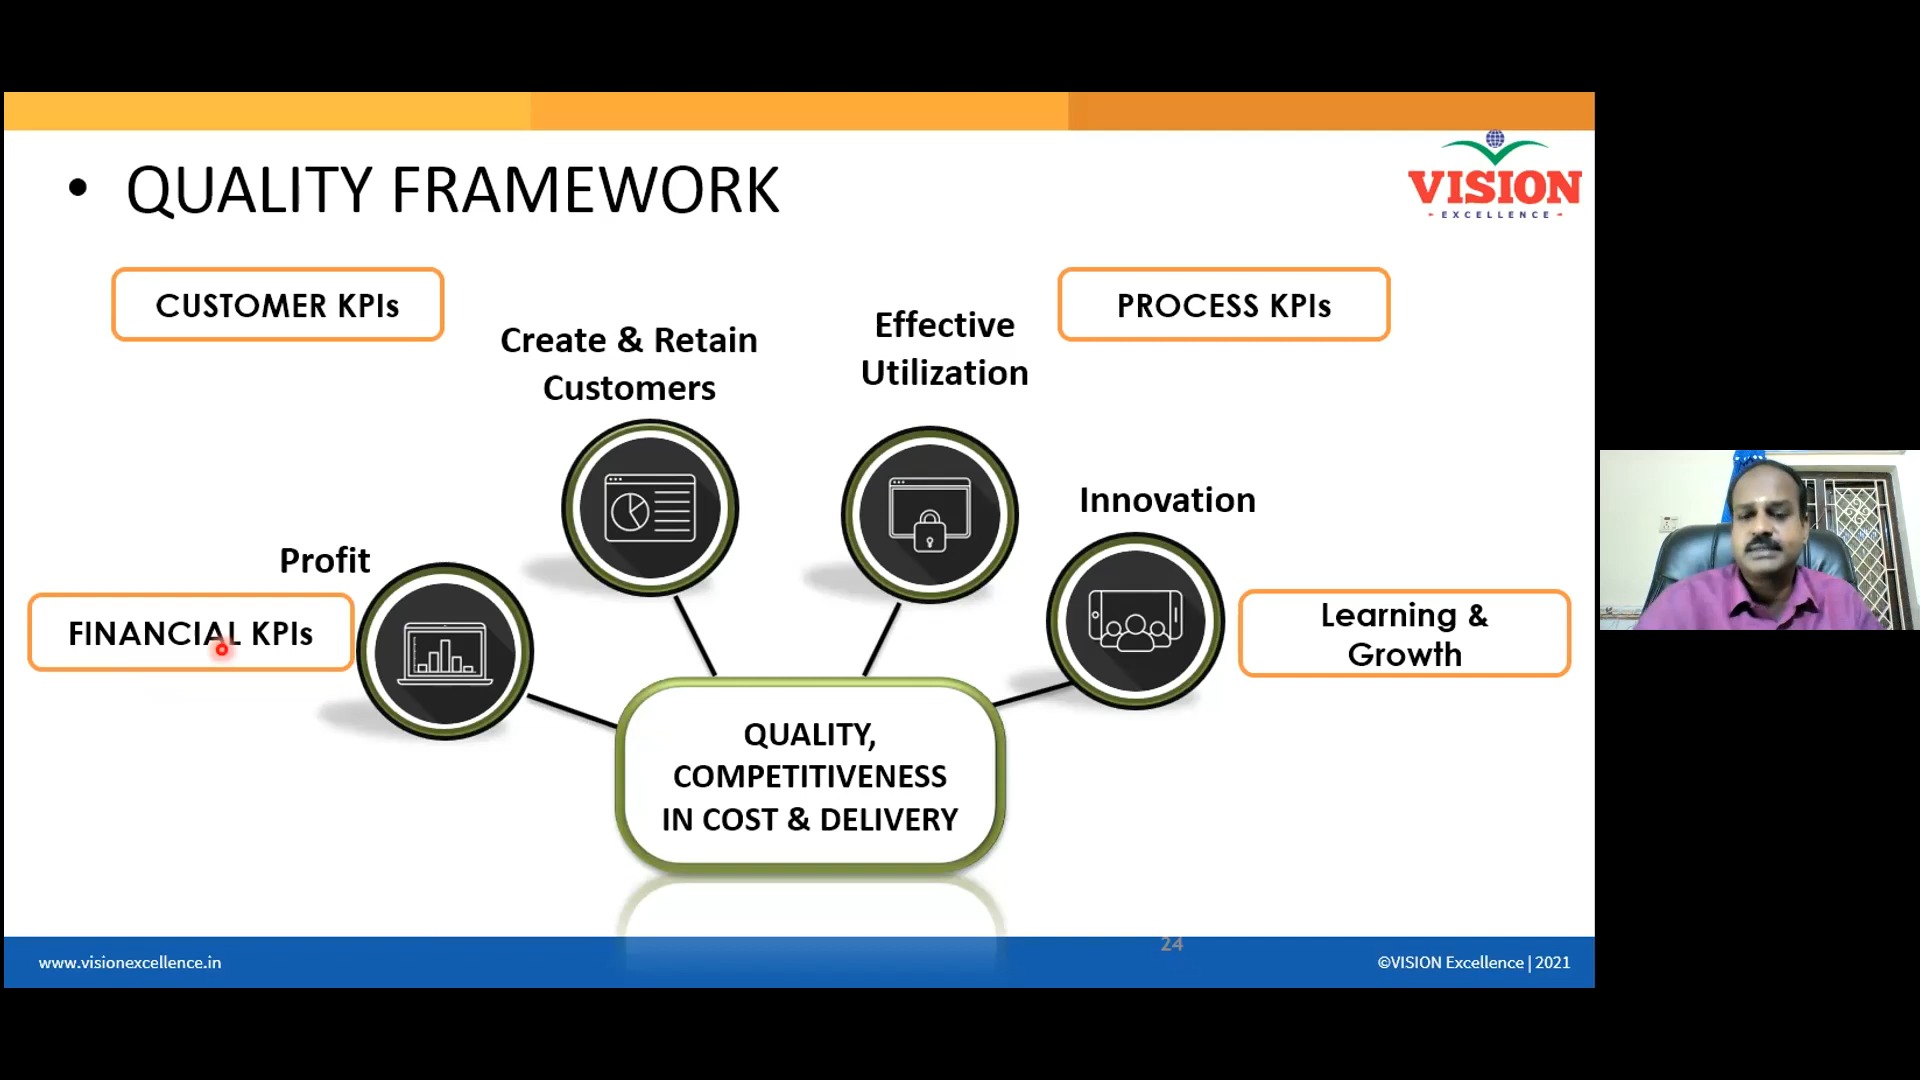 • QUALITY FRAMEWORK
VISION
- EXCELLENCE -
CUSTOMER KPIs
PROCESS KPIs
Create & Retain
Customers
Effective
Utilization
Innovation
Profit
FINANCIAL KPIs
Learning &
Growth
QUALITY,
COMPETITIVENESS
IN COST & DELIVERY
24
www.visionexcellence.in
©VISION Excellence | 2021